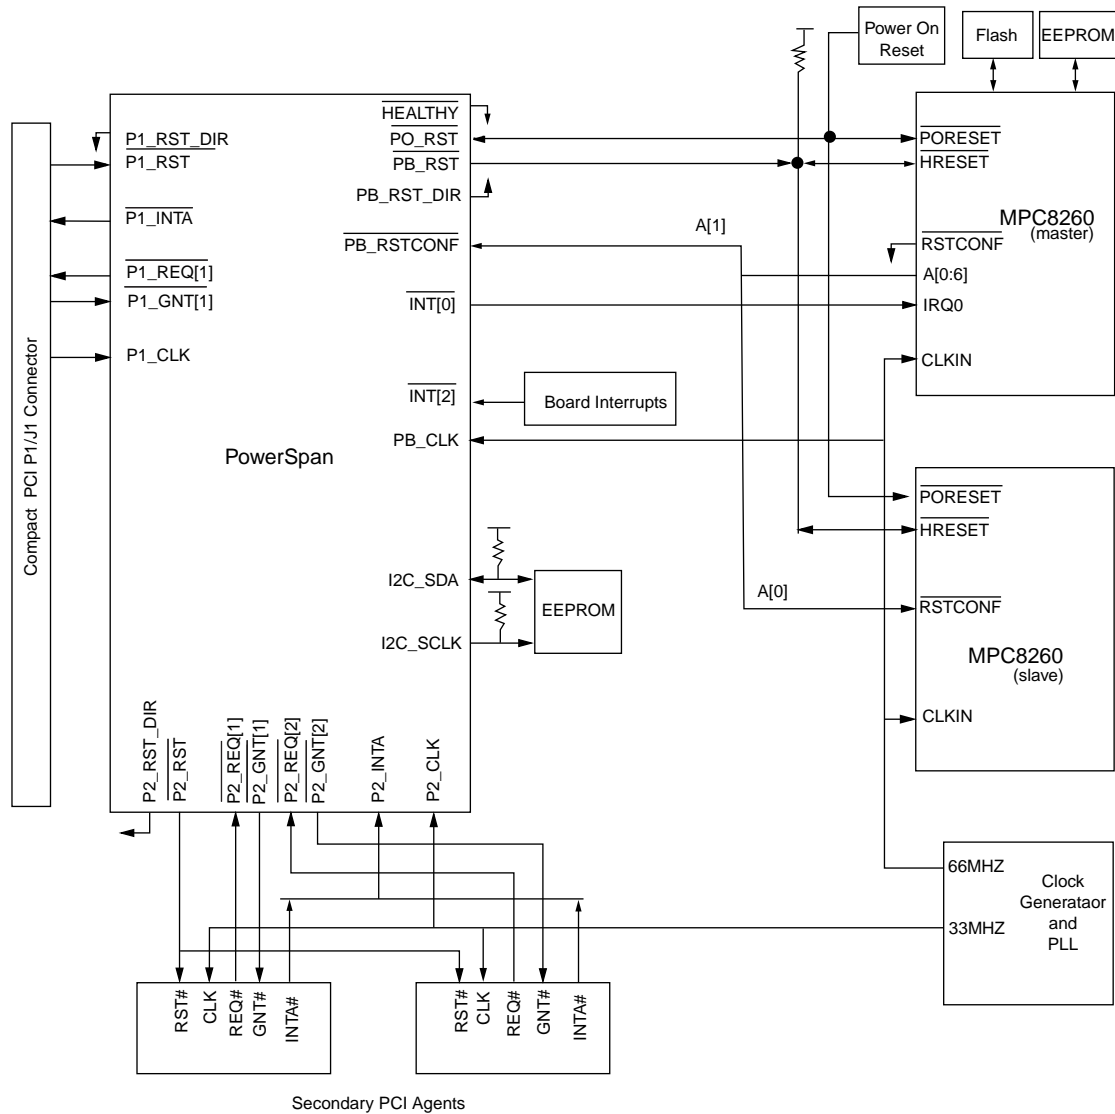 Power On
Reset
Flash
EEPROM
Compact PCI P1/J1 Connector
P1_RST_DIR
P1_RST
P1_INTA
P1_REQ[1]
P1_GNT[1]
P1_CLK
PowerSpan
HEALTHY
PO_RST
PB_RST
PB_RST_DIR
PB_RSTCONF
INT[0]
INT[2]
PB_CLK
I2C_SDA
I2C_SCLK
P2_RST_DIR
P2_RST
P2_REQ[1]
P2_GNT[1]
P2_REQ[2]
P2_GNT[2]
P2_INTA
P2_CLK
A[1]
Board Interrupts
EEPROM
A[0]
PORESET
HRESET
MPC8260
(master)
RSTCONF
A[0:6]
IRQ0
CLKIN
PORESET
HRESET
RSTCONF
MPC8260
(slave)
CLKIN
66MHZ
33MHZ
Clock
Generataor
and
PLL
RST#
CLK
REQ#
GNT#
INTA#
RST#
CLK
REQ#
GNT#
INTA#
Secondary PCI Agents